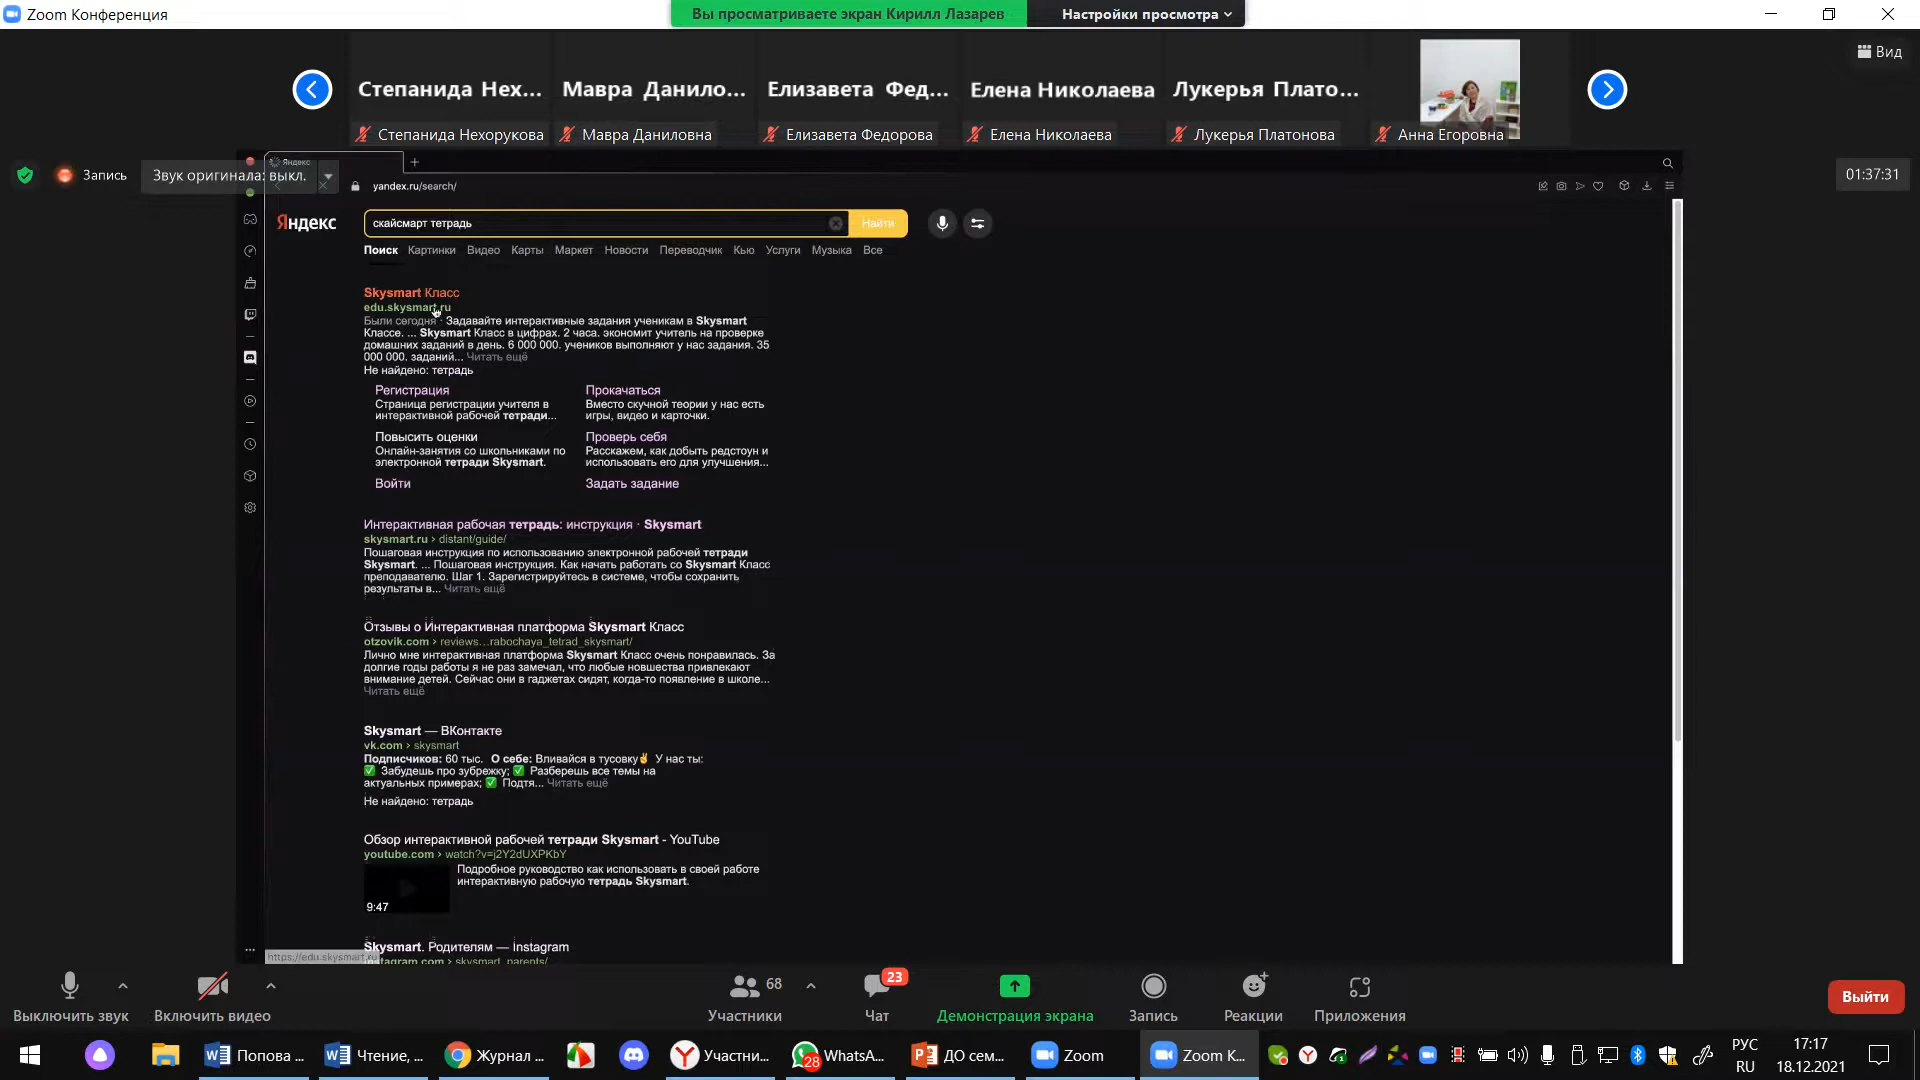 Zoom Конференция
Вы просматриваете экран Кирилл Лазарев
Настройки просмотра
Вид
Степанида Нех...
Мавра Данило...
Елизавета Фед...
Елена Николаева
Лукерья Плато...
Степанида Нехорукова
Мавра Даниловна
Елизавета Федорова
Елена Николаева
Лукерья Платонова
Анна Егоровна
Запись
Звук оригинала: выкл.
01:37:31
Яндекс
yandex.ru/search/
Яндекс
скайсмарт тетрадь
Найти
Поиск Картинки Видео Карты Маркет Новости Переводчик Кью Услуги Музыка Все
Skysmart Класс
edu.skysmart.ru
Были сегодня · Задавайте интерактивные задания ученикам в Skysmart
Классе. ... Skysmart Класс в цифрах. 2 часа. экономит учитель на проверке
домашних заданий в день. 6 000 000. учеников выполняют у нас задания. 35
000 000. заданий... Читать ещё
Не найдено: тетрадь
Регистрация
Страница регистрации учителя в
интерактивной рабочей тетради...
Прокачаться
Вместо скучной теории у нас есть
игры, видео и карточки.
Повысить оценки
Онлайн-занятия со школьниками по
электронной тетради Skysmart.
Проверь себя
Расскажем, как добыть редстоун и
использовать его для улучшения...
Войти
Задать задание
Интерактивная рабочая тетрадь: инструкция · Skysmart
skysmart.ru › distant/guide/
Пошаговая инструкция по использованию электронной рабочей тетради
Skysmart. ... Пошаговая инструкция. Как начать работать со Skysmart Класс
преподавателю. Шаг 1. Зарегистрируйтесь в системе, чтобы сохранить
результаты в... Читать ещё
Отзывы о Интерактивная платформа Skysmart Класс
otzovik.com › reviews...rabochaya_tetrad_skysmart/
Лично мне интерактивная платформа Skysmart Класс очень понравилась. За
долгие годы работы я не раз замечал, что любые новшества привлекают
внимание детей. Сейчас они в гаджетах сидят, когда-то появление в школе...
Читать ещё
Skysmart — ВКонтакте
vk.com › skysmart
Подписчиков: 60 тыс. О себе: Вливайся в тусовку✌ У нас ты:
✅ Забудешь про зубрежку; ✅ Разберешь все темы на
актуальных примерах; ✅ Подтя... Читать ещё
Не найдено: тетрадь
Обзор интерактивной рабочей тетради Skysmart - YouTube
youtube.com › watch?v=j2Y2dUXPKbY
Подробное руководство как использовать в своей работе
интерактивную рабочую тетрадь Skysmart.
9:47
Skysmart. Родителям — instagram
instagram.com › skysmart_parents/
https://edu.skysmart.ru
Выключить звук
Включить видео
68
Участники
23
Чат
Демонстрация экрана
Запись
Реакции
Приложения
Выйти
Попова ...
Чтение, ...
Журнал ...
Участни...
28
WhatsA...
ДО сем...
Zoom
Zoom К...
РУС
RU
17:17
18.12.2021